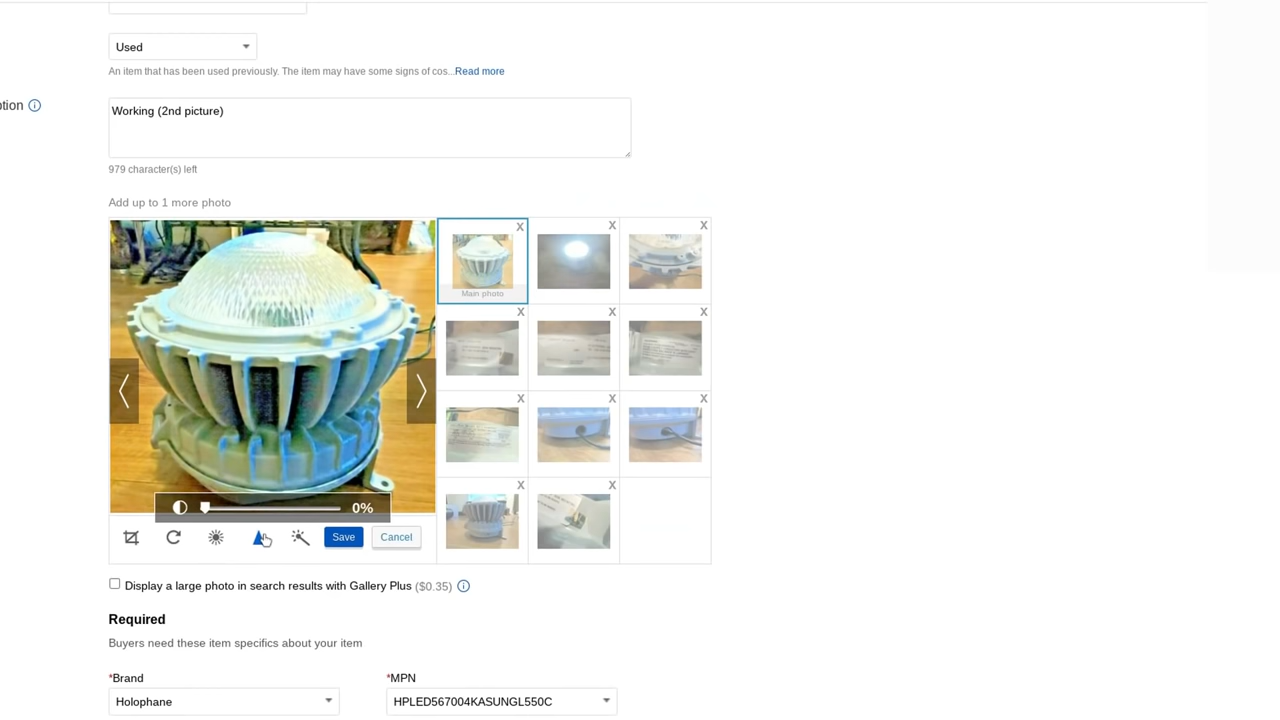 Used
An item that has been used previously. The item may have some signs of cos...Read more
ption
Working (2nd picture)
979 character(s) left
Add up to 1 more photo
X
X
X
Main photo
X
X
X
X
X
X
0%
X
X
Save
Cancel
Display a large photo in search results with Gallery Plus ($0.35)
Required
Buyers need these item specifics about your item
*Brand
*MPN
Holophane
HPLED567004KASUNGL550C